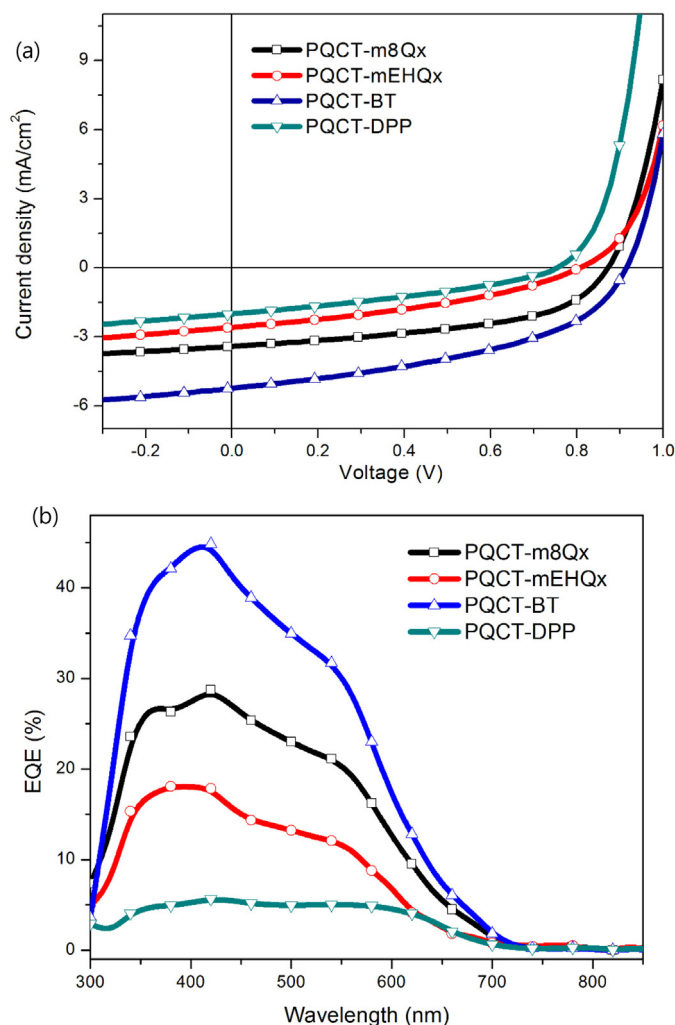 (a)
PQCT-m8Qx
PQCT-mEHQx
PQCT-BT
PQCT-DPP
9
6
3
0
-3
-6
Current density (mA/cm²)
-0.2 0.0 0.2 0.4 0.6 0.8 1.0
Voltage (V)
(b)
PQCT-m8Qx
PQCT-mEHQx
PQCT-BT
PQCT-DPP
40
30
20
10
0
EQE (%)
300 400 500 600 700 800
Wavelength (nm)